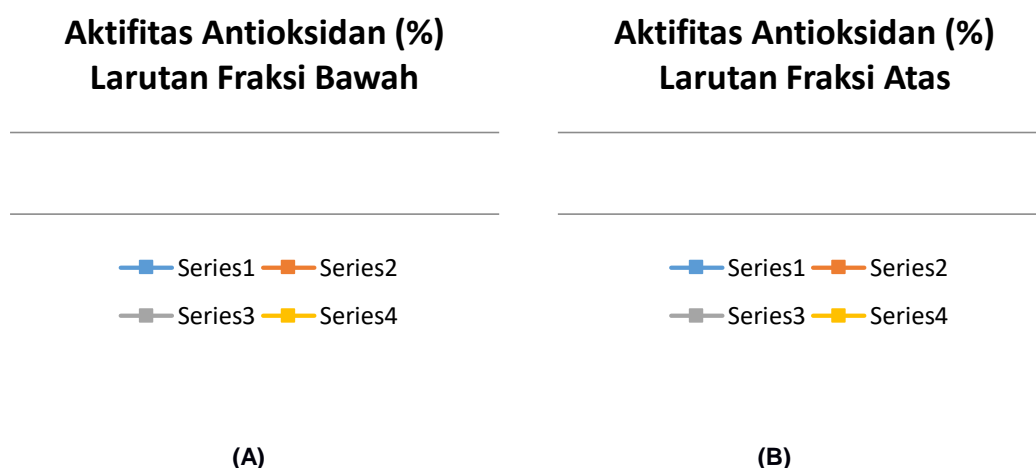 Aktifitas Antioksidan (%)
Larutan Fraksi Bawah
Series1 Series2
Series3 Series4
(A)
Aktifitas Antioksidan (%)
Larutan Fraksi Atas
Series1 Series2
Series3 Series4
(B)